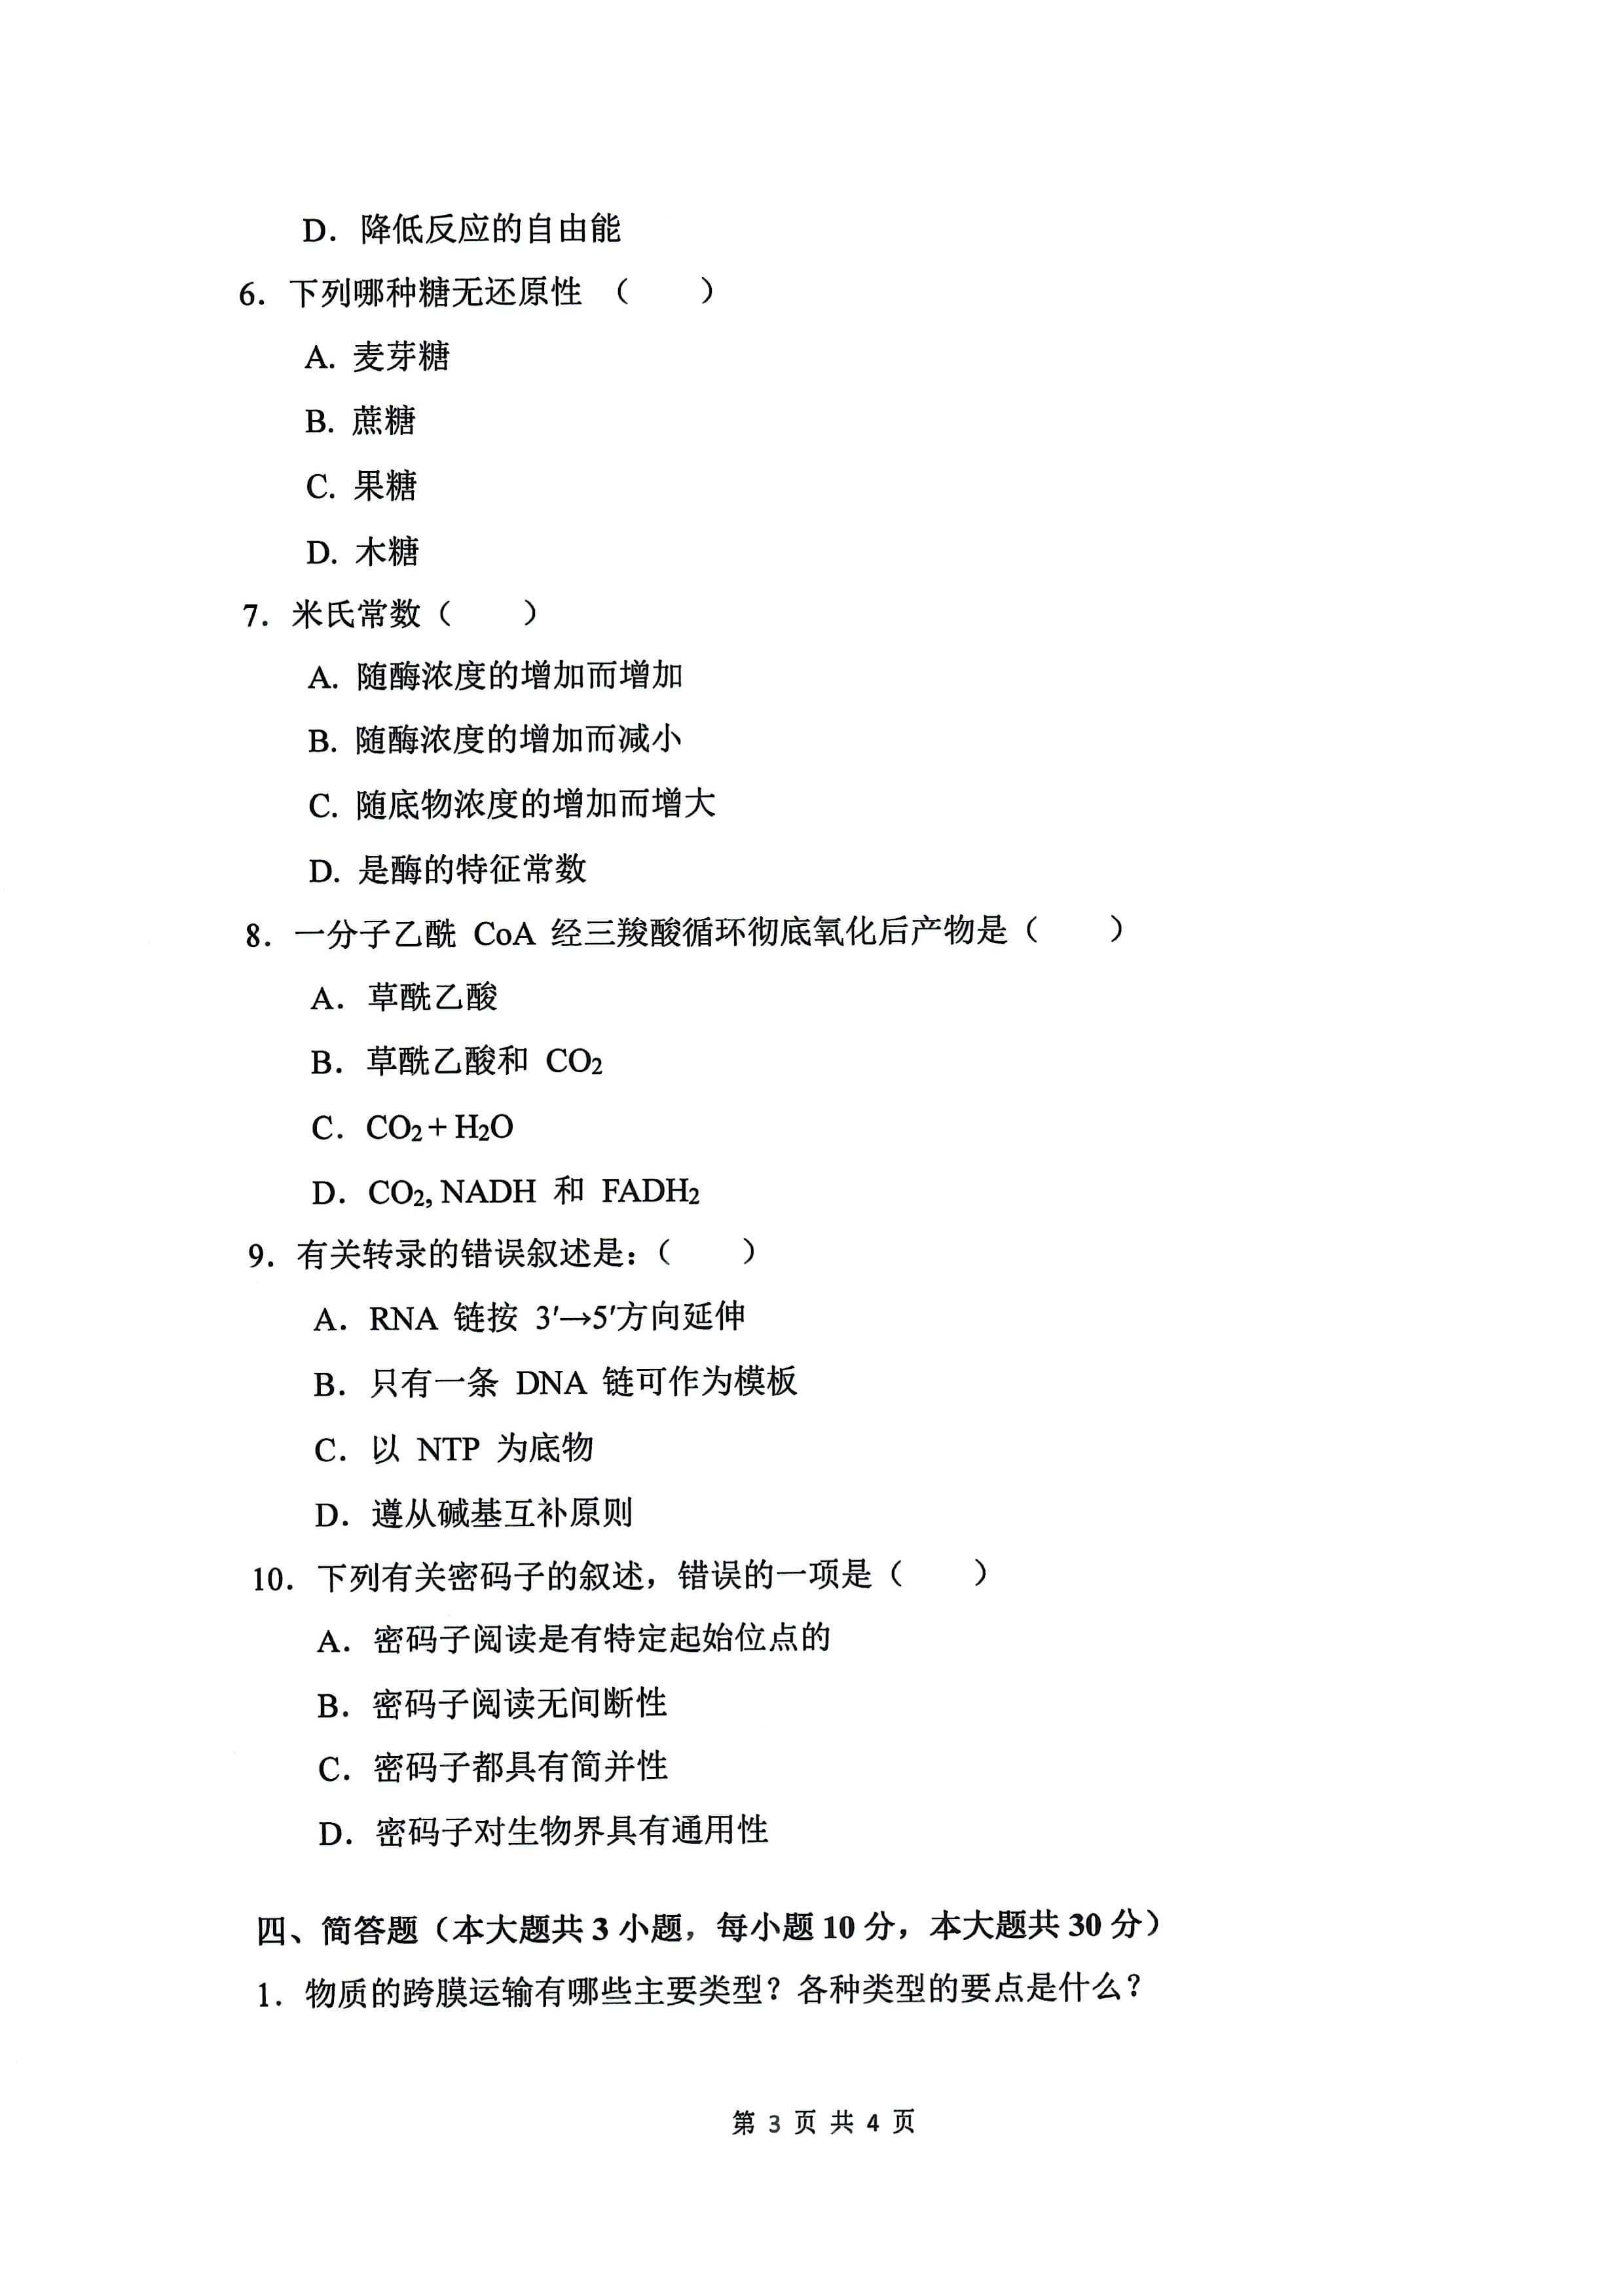 D．降低反应的自由能
6．下列哪种糖无还原性 （　　）
A. 麦芽糖
B. 蔗糖
C. 果糖
D. 木糖
7．米氏常数（　　）
A. 随酶浓度的增加而增加
B. 随酶浓度的增加而减小
C. 随底物浓度的增加而增大
D. 是酶的特征常数
8．一分子乙酰 CoA 经三羧酸循环彻底氧化后产物是（　　）
A．草酰乙酸
B．草酰乙酸和 CO2
C．CO2 + H2O
D．CO2, NADH 和 FADH2
9．有关转录的错误叙述是：（　　）
A．RNA 链按 3′→5′方向延伸
B．只有一条 DNA 链可作为模板
C．以 NTP 为底物
D．遵从碱基互补原则
10．下列有关密码子的叙述，错误的一项是（　　）
A．密码子阅读是有特定起始位点的
B．密码子阅读无间断性
C．密码子都具有简并性
D．密码子对生物界具有通用性
四、简答题（本大题共 3 小题，每小题 10 分，本大题共 30 分）
1．物质的跨膜运输有哪些主要类型？各种类型的要点是什么？
第 3 页 共 4 页